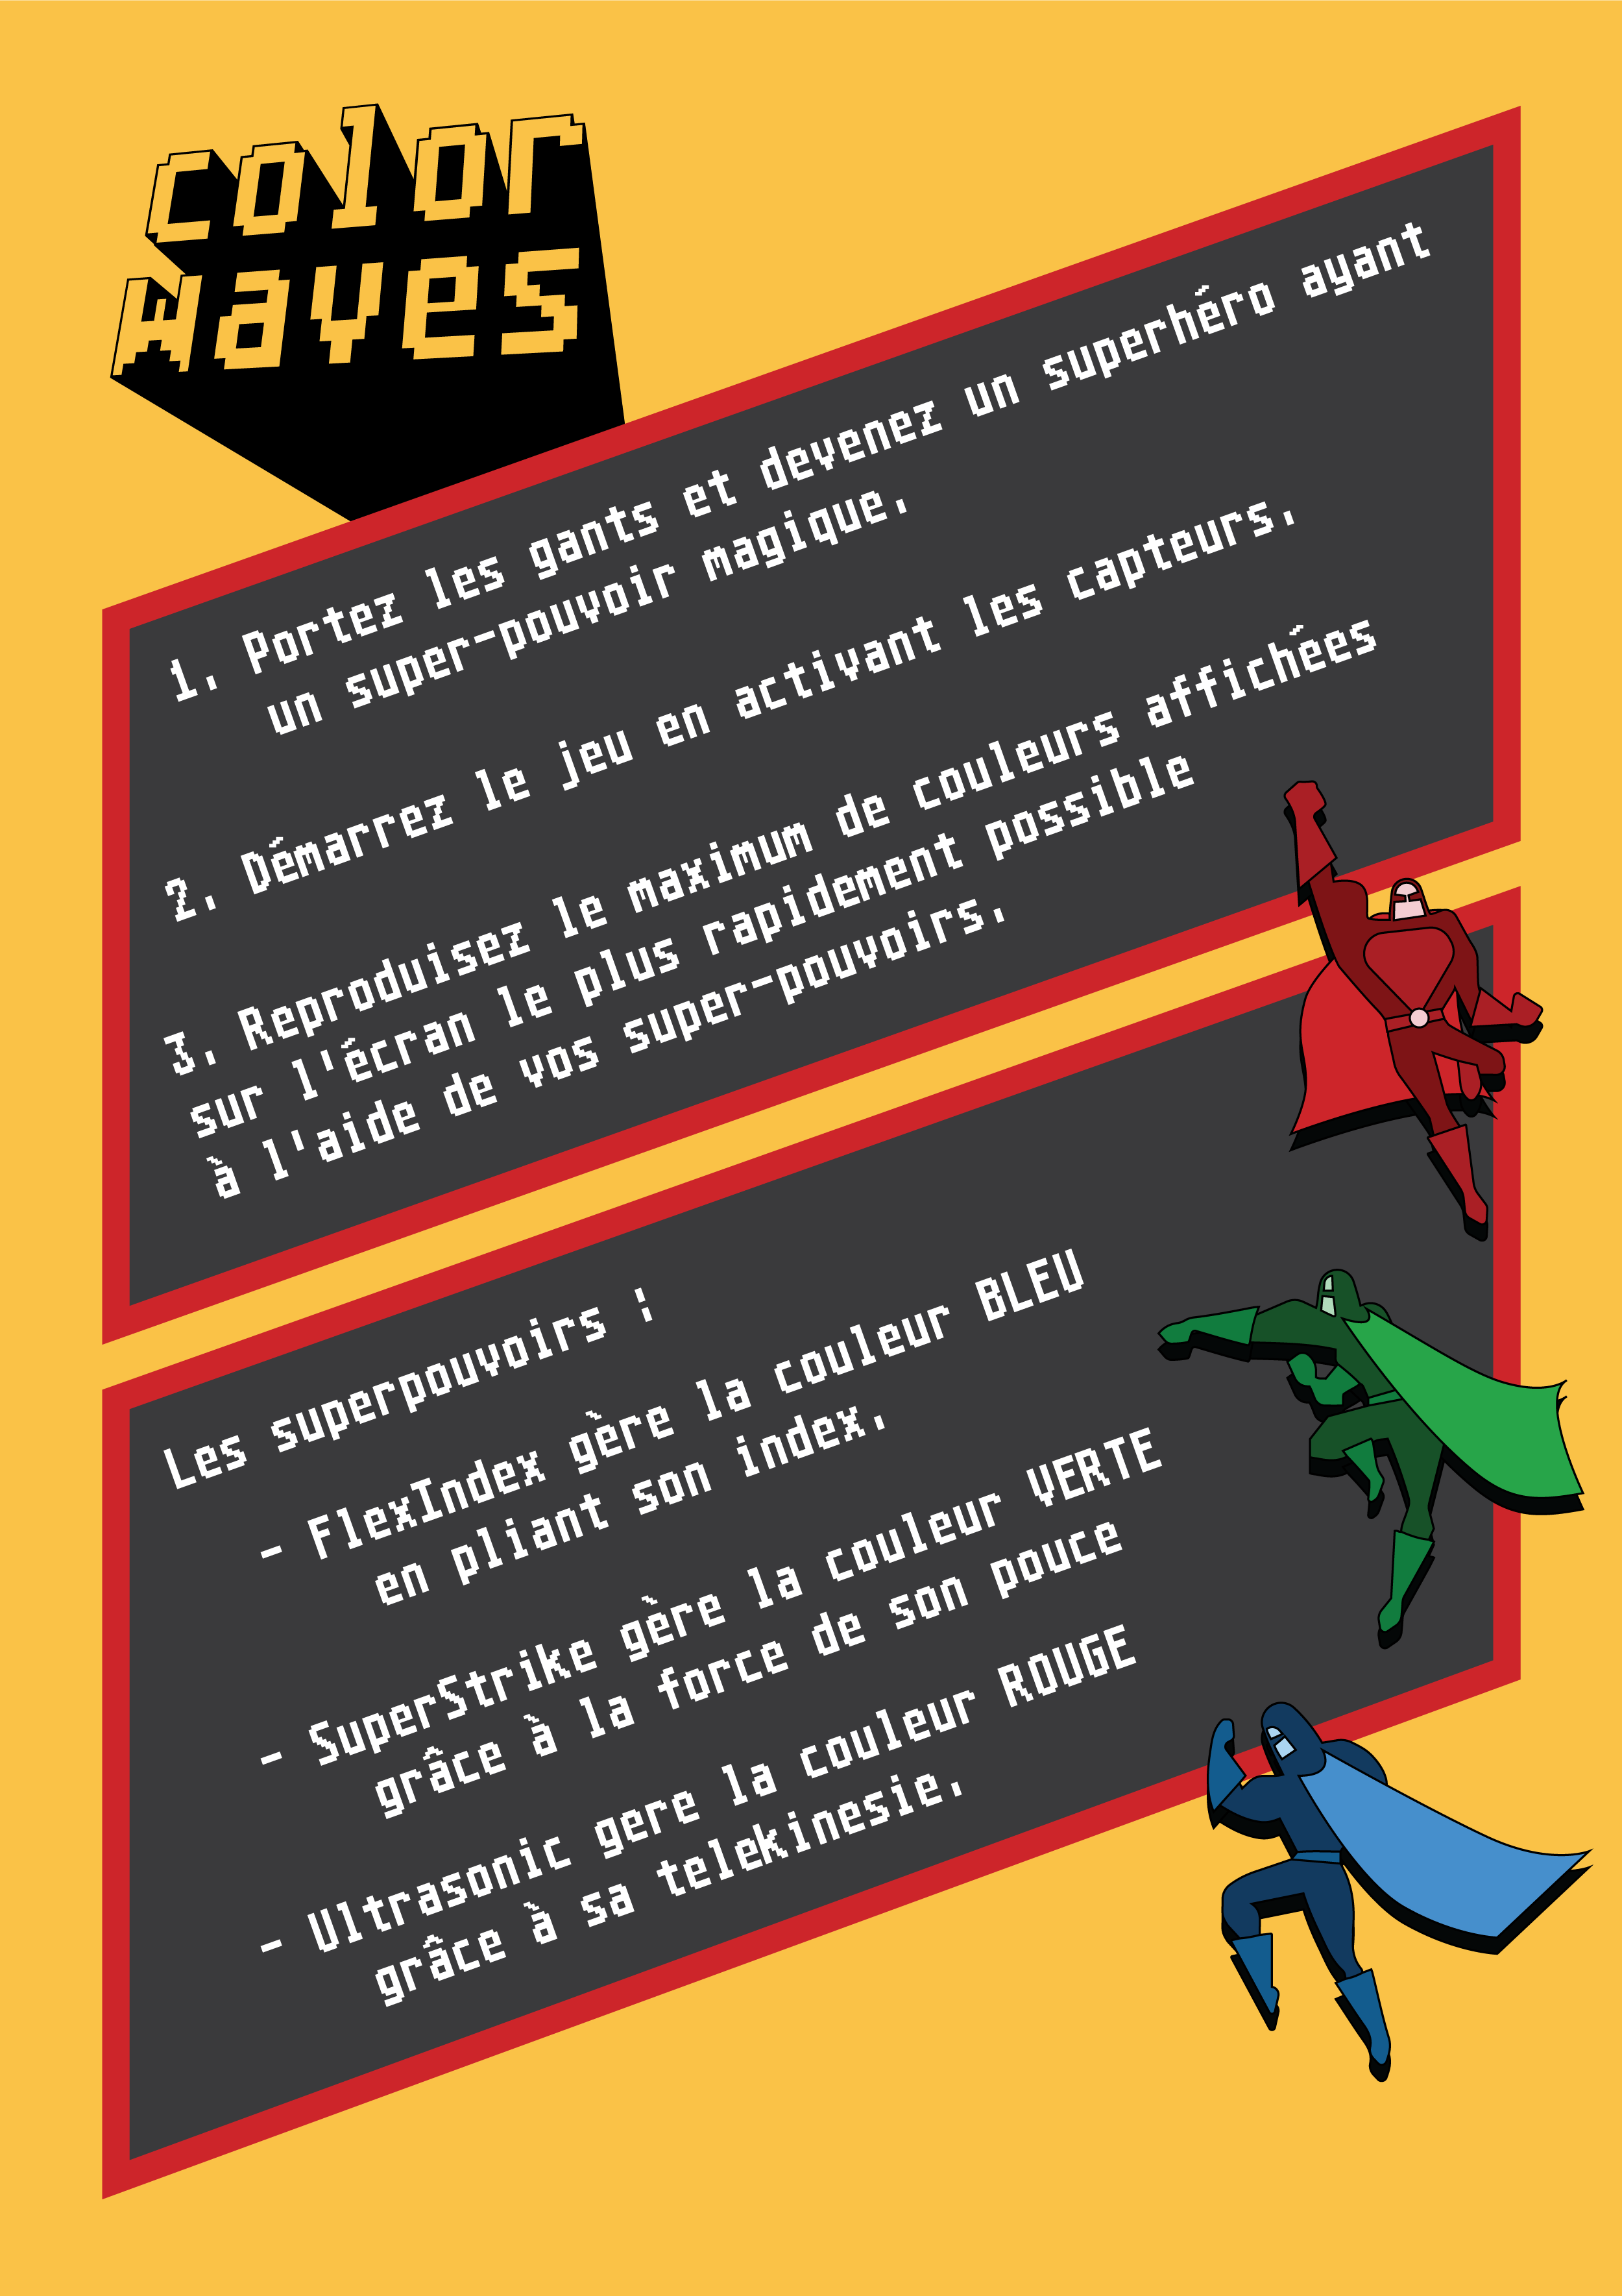 color
waves
1. Portez les gants et devenez un superhéro ayant
un super-pouvoir magique.
2. Démarrez le jeu en activant les capteurs.
3. Reproduisez le maximum de couleurs affichées
sur l'écran le plus rapidement possible
à l'aide de vos super-pouvoirs.
Les superpouvoirs :
- FlexIndex gère la couleur BLEU
en pliant son index.
- SuperStrike gère la couleur VERTE
grâce à la force de son pouce
- Ultrasonic gere la couleur ROUGE
grâce à sa telekinesie.